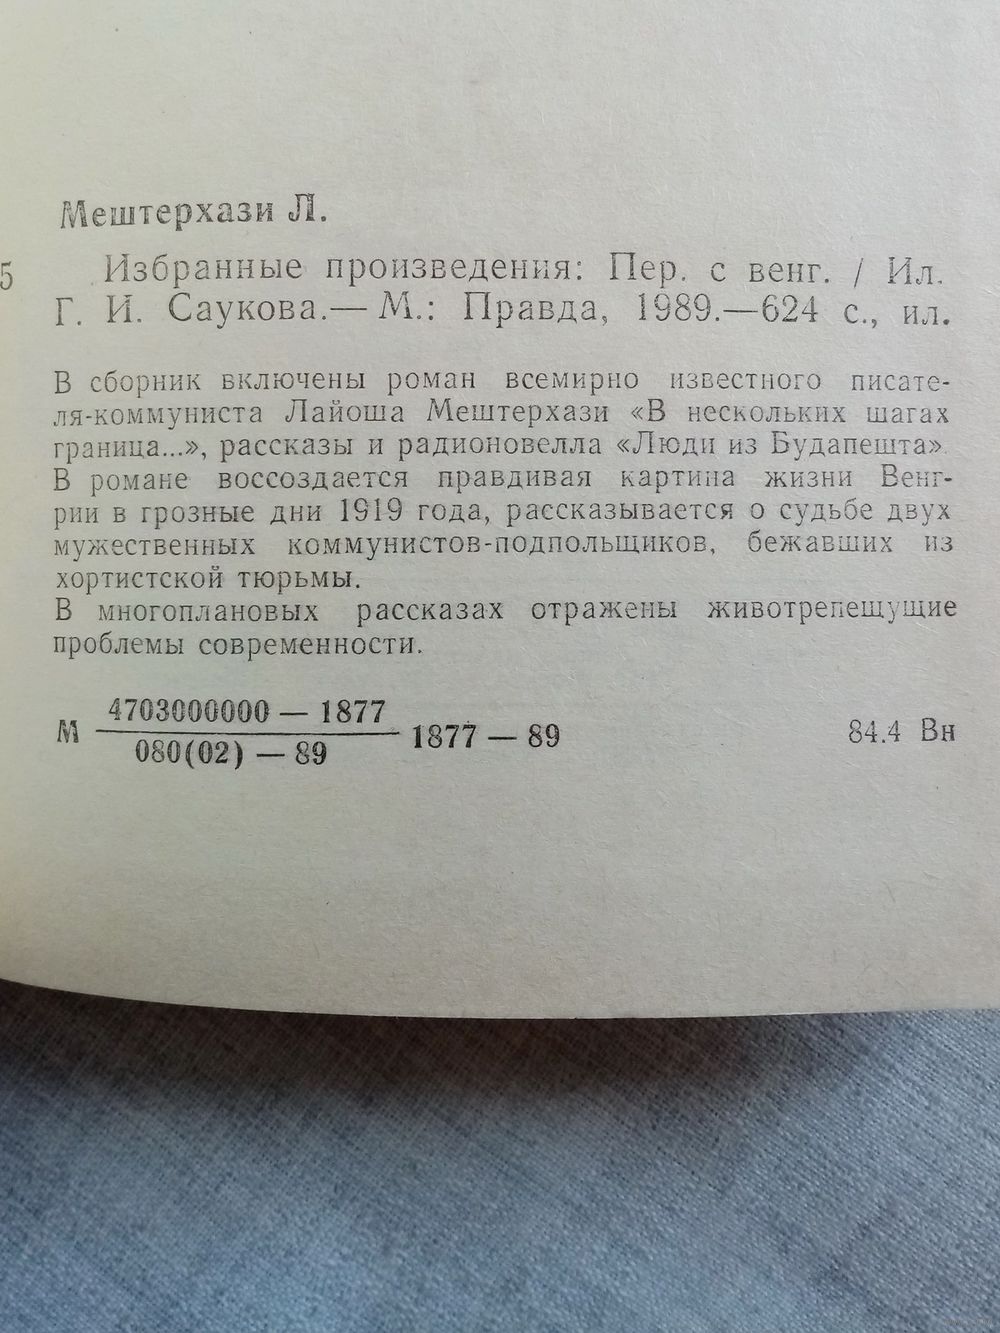 Мештерхази Л.
5 Избранные произведения: Пер. с венг. / Ил.
Г. И. Саукова.— М.: Правда, 1989.—624 с., ил.
В сборник включены роман всемирно известного писате-
ля-коммуниста Лайоша Мештерхази «В нескольких шагах
граница...», рассказы и радионовелла «Люди из Будапешта».
В романе воссоздается правдивая картина жизни Венг-
рии в грозные дни 1919 года, рассказывается о судьбе двух
мужественных коммунистов-подпольщиков, бежавших из
хортистской тюрьмы.
В многоплановых рассказах отражены животрепещущие
проблемы современности.
М 4703000000 — 1877
080(02) — 89
1877 — 89
84.4 Вн